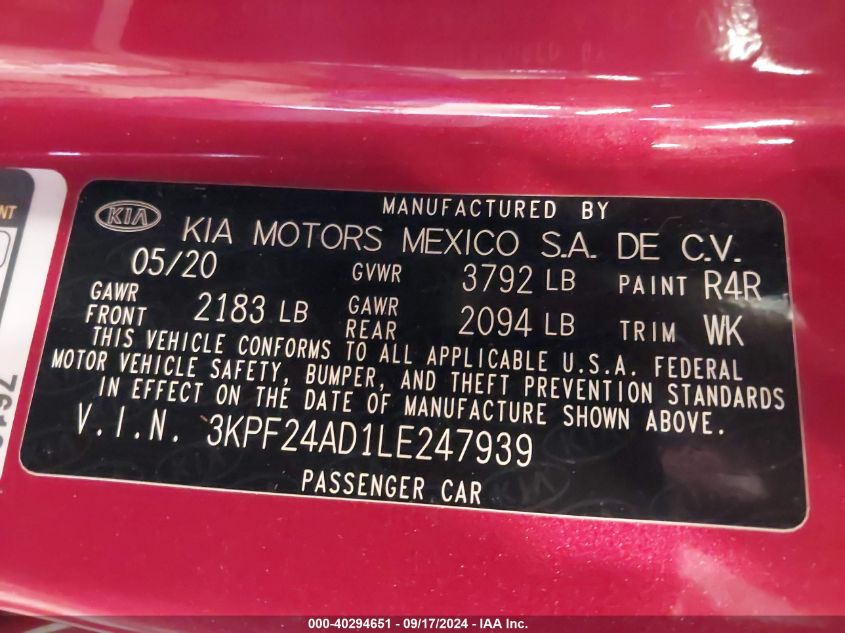 MANUFACTURED BY
KIA KIA MOTORS MEXICO S.A. DE C.V.
05/20 GVWR 3792 LB PAINT R4R
GAWR FRONT 2183 LB GAWR REAR 2094 LB TRIM WK
THIS VEHICLE CONFORMS TO ALL APPLICABLE U.S.A. FEDERAL
MOTOR VEHICLE SAFETY, BUMPER, AND THEFT PREVENTION STANDARDS
IN EFFECT ON THE DATE OF MANUFACTURE SHOWN ABOVE.
V.I.N. 3KPF24AD1LE247939
PASSENGER CAR
000-40294651 - 09/17/2024 - IAA Inc.